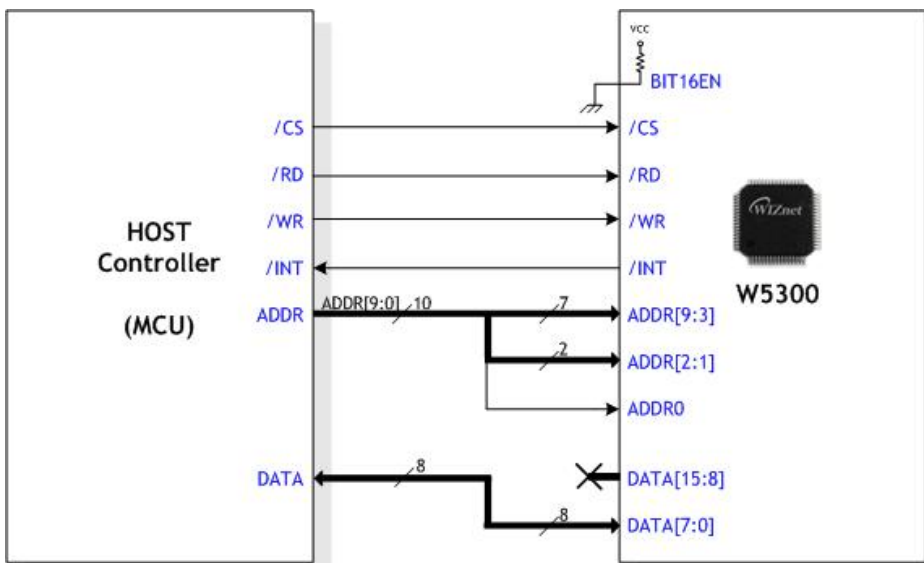 vcc
BIT16EN
/CS
/CS
/RD
/RD
/WR
/WR
/INT
/INT
HOST
Controller
(MCU)
WIZnet
W5300
ADDR
ADDR[9:0]
10
7
ADDR[9:3]
2
ADDR[2:1]
ADDR0
DATA
8
DATA[15:8]
8
DATA[7:0]